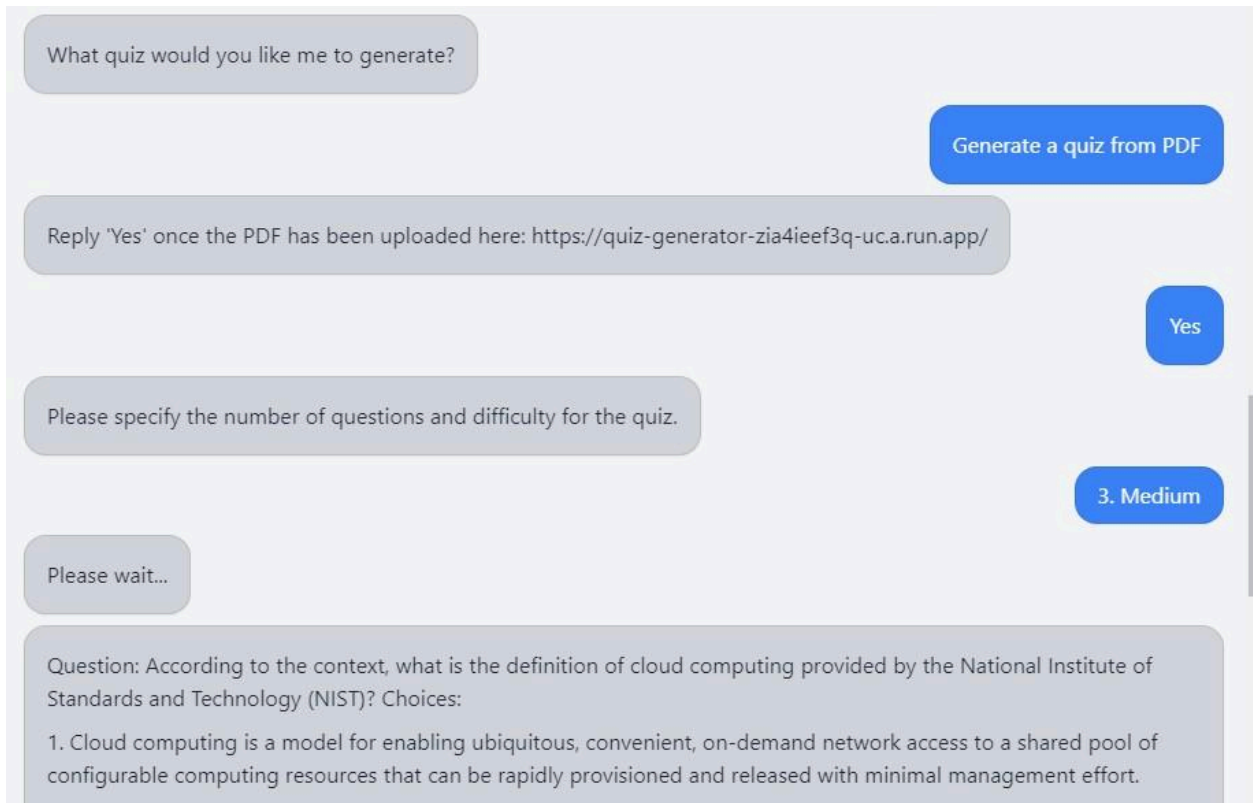 What quiz would you like me to generate?
Generate a quiz from PDF
Reply 'Yes' once the PDF has been uploaded here: https://quiz-generator-zia4ieef3q-uc.a.run.app/
Yes
Please specify the number of questions and difficulty for the quiz.
3. Medium
Please wait...
Question: According to the context, what is the definition of cloud computing provided by the National Institute of
Standards and Technology (NIST)? Choices:
1. Cloud computing is a model for enabling ubiquitous, convenient, on-demand network access to a shared pool of
configurable computing resources that can be rapidly provisioned and released with minimal management effort.